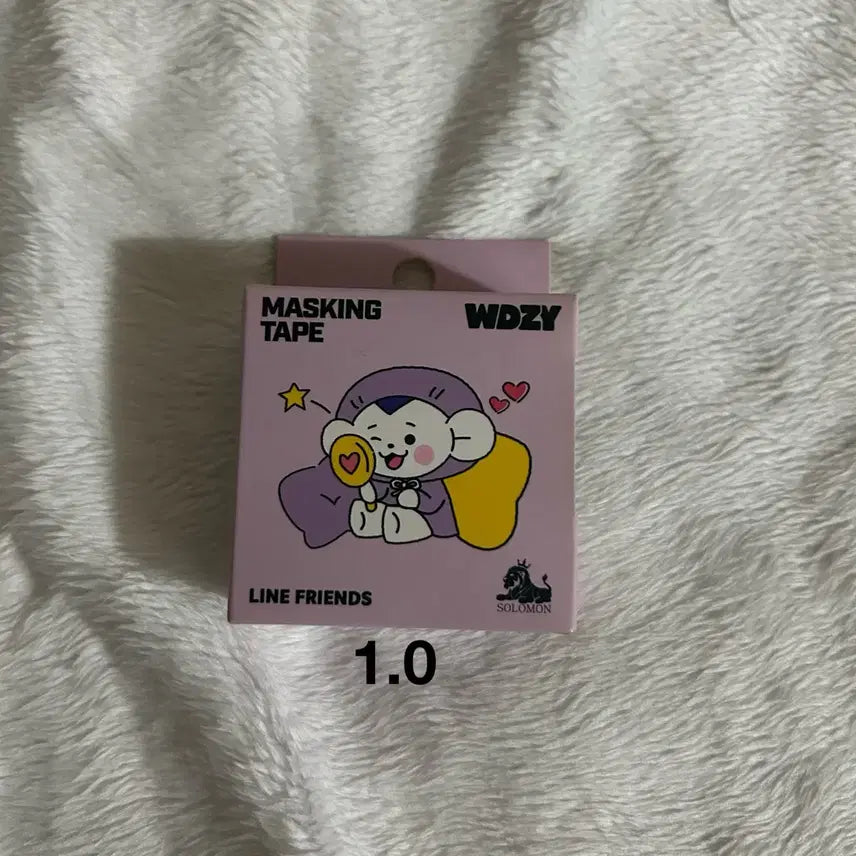 MASKING
TAPE
WDZY
LINE FRIENDS
SOLOMON
1.0